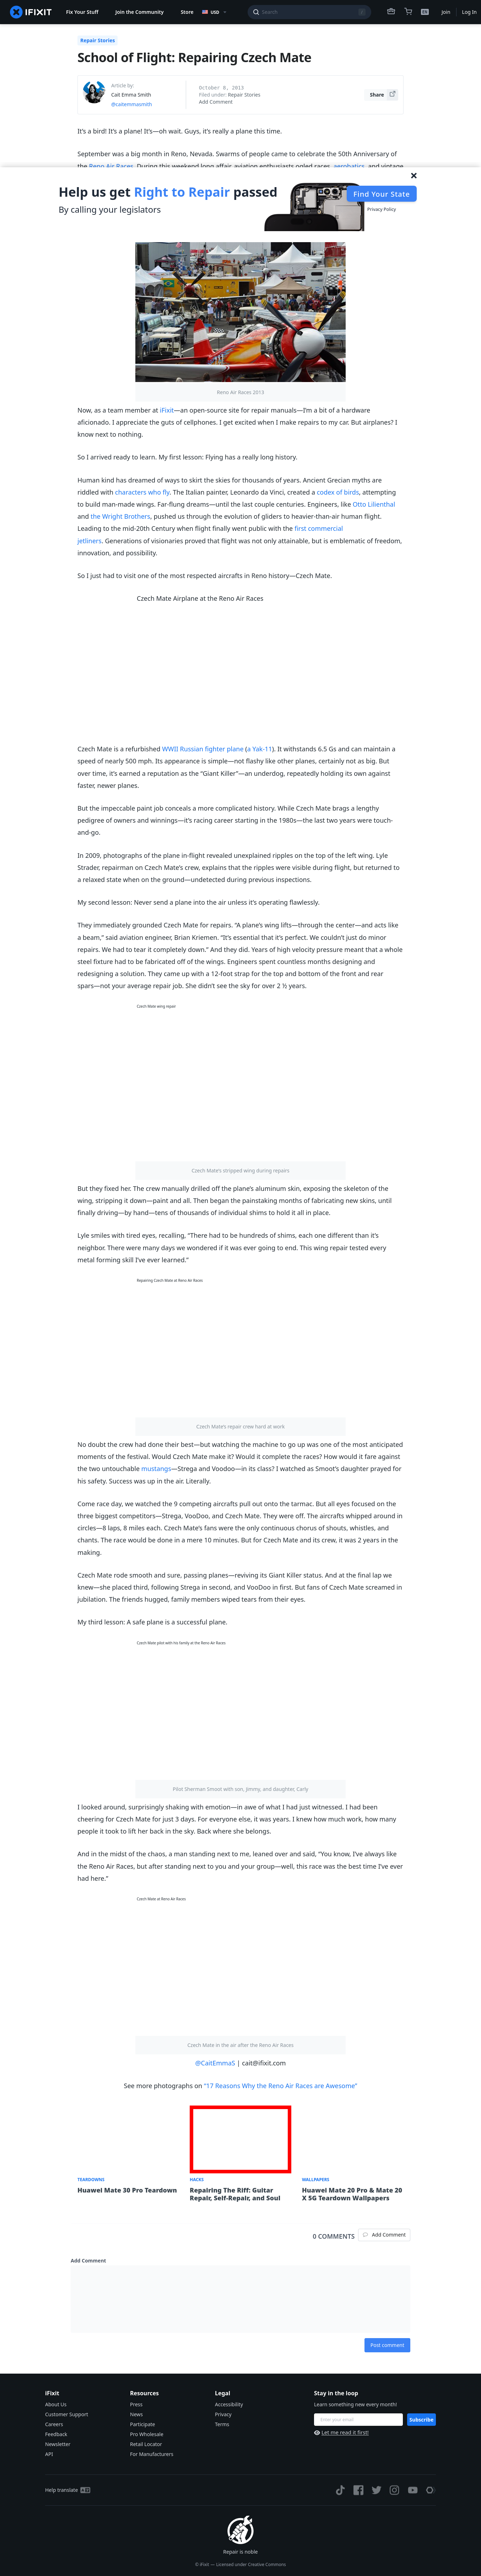 IFIXIT
Fix Your Stuff
Join the Community
Store
USD
Search
Join
Log In
Repair Stories
School of Flight: Repairing Czech Mate
Article by:
Cait Emma Smith
@caitemmasmith
October 8, 2013
Filed under: Repair Stories
Add Comment
Share
It's a bird! It's a plane! It's—oh wait. Guys, it's really a plane this time.
September was a big month in Reno, Nevada. Swarms of people came to celebrate the 50th Anniversary of
the Reno Air Races. During this weekend long affair, aviation enthusiasts ogled races, aerobatics, and vintage
Help us get Right to Repair passed
By calling your legislators
Find Your State
Privacy Policy
Reno Air Races 2013
Now, as a team member at iFixit—an open-source site for repair manuals—I'm a bit of a hardware
aficionado. I appreciate the guts of cellphones. I get excited when I make repairs to my car. But airplanes? I
know next to nothing.
So I arrived ready to learn. My first lesson: Flying has a really long history.
Human kind has dreamed of ways to skirt the skies for thousands of years. Ancient Grecian myths are
riddled with characters who fly. The Italian painter, Leonardo da Vinci, created a codex of birds, attempting
to build man-made wings. Far-flung dreams—until the last couple centuries. Engineers, like Otto Lilienthal
and the Wright Brothers, pushed us through the evolution of gliders to heavier-than-air human flight.
Leading to the mid-20th Century when flight finally went public with the first commercial
jetliners. Generations of visionaries proved that flight was not only attainable, but is emblematic of freedom,
innovation, and possibility.
So I just had to visit one of the most respected aircrafts in Reno history—Czech Mate.
Czech Mate Airplane at the Reno Air Races
Czech Mate is a refurbished WWII Russian fighter plane (a Yak-11). It withstands 6.5 Gs and can maintain a
speed of nearly 500 mph. Its appearance is simple—not flashy like other planes, certainly not as big. But
over time, it's earned a reputation as the "Giant Killer"—an underdog, repeatedly holding its own against
faster, newer planes.
But the impeccable paint job conceals a more complicated history. While Czech Mate brags a lengthy
pedigree of owners and winnings—it's racing career starting in the 1980s—the last two years were touch-
and-go.
In 2009, photographs of the plane in-flight revealed unexplained ripples on the top of the left wing. Lyle
Strader, repairman on Czech Mate's crew, explains that the ripples were visible during flight, but returned to
a relaxed state when on the ground—undetected during previous inspections.
My second lesson: Never send a plane into the air unless it's operating flawlessly.
They immediately grounded Czech Mate for repairs. "A plane's wing lifts—through the center—and acts like
a beam," said aviation engineer, Brian Kriemen. "It's essential that it's perfect. We couldn't just do minor
repairs. We had to tear it completely down." And they did. Years of high velocity pressure meant that a whole
steel fixture had to be fabricated off of the wings. Engineers spent countless months designing and
redesigning a solution. They came up with a 12-foot strap for the top and bottom of the front and rear
spars—not your average repair job. She didn't see the sky for over 2 ½ years.
Czech Mate wing repair
Czech Mate's stripped wing during repairs
But they fixed her. The crew manually drilled off the plane's aluminum skin, exposing the skeleton of the
wing, stripping it down—paint and all. Then began the painstaking months of fabricating new skins, until
finally driving—by hand—tens of thousands of individual shims to hold it all in place.
Lyle smiles with tired eyes, recalling, "There had to be hundreds of shims, each one different than it's
neighbor. There were many days we wondered if it was ever going to end. This wing repair tested every
metal forming skill I've ever learned."
Repairing Czech Mate at Reno Air Races
Czech Mate's repair crew hard at work
No doubt the crew had done their best—but watching the machine to go up was one of the most anticipated
moments of the festival. Would Czech Mate make it? Would it complete the races? How would it fare against
the two untouchable mustangs—Strega and Voodoo—in its class? I watched as Smoot's daughter prayed for
his safety. Success was up in the air. Literally.
Come race day, we watched the 9 competing aircrafts pull out onto the tarmac. But all eyes focused on the
three biggest competitors—Strega, VooDoo, and Czech Mate. They were off. The aircrafts whipped around in
circles—8 laps, 8 miles each. Czech Mate's fans were the only continuous chorus of shouts, whistles, and
chants. The race would be done in a mere 10 minutes. But for Czech Mate and its crew, it was 2 years in the
making.
Czech Mate rode smooth and sure, passing planes—reviving its Giant Killer status. And at the final lap we
knew—she placed third, following Strega in second, and VooDoo in first. But fans of Czech Mate screamed in
jubilation. The friends hugged, family members wiped tears from their eyes.
My third lesson: A safe plane is a successful plane.
Czech Mate pilot with his family at the Reno Air Races
Pilot Sherman Smoot with son, Jimmy, and daughter, Carly
I looked around, surprisingly shaking with emotion—in awe of what I had just witnessed. I had been
cheering for Czech Mate for just 3 days. For everyone else, it was years. I knew how much work, how many
people it took to lift her back in the sky. Back where she belongs.
And in the midst of the chaos, a man standing next to me, leaned over and said, "You know, I've always like
the Reno Air Races, but after standing next to you and your group—well, this race was the best time I've ever
had here."
Czech Mate at Reno Air Races
Czech Mate in the air after the Reno Air Races
@CaitEmmaS | cait@ifixit.com
See more photographs on "17 Reasons Why the Reno Air Races are Awesome"
TEARDOWNS
Huawei Mate 30 Pro Teardown
HACKS
Repairing The Riff: Guitar
Repair, Self-Repair, and Soul
WALLPAPERS
Huawei Mate 20 Pro & Mate 20
X 5G Teardown Wallpapers
0 COMMENTS
Add Comment
Add Comment
Post comment
iFixit
About Us
Customer Support
Careers
Feedback
Newsletter
API
Resources
Press
News
Participate
Pro Wholesale
Retail Locator
For Manufacturers
Legal
Accessibility
Privacy
Terms
Stay in the loop
Learn something new every month!
Enter your email
Subscribe
Let me read it first!
Help translate
Repair is noble
© iFixit — Licensed under Creative Commons